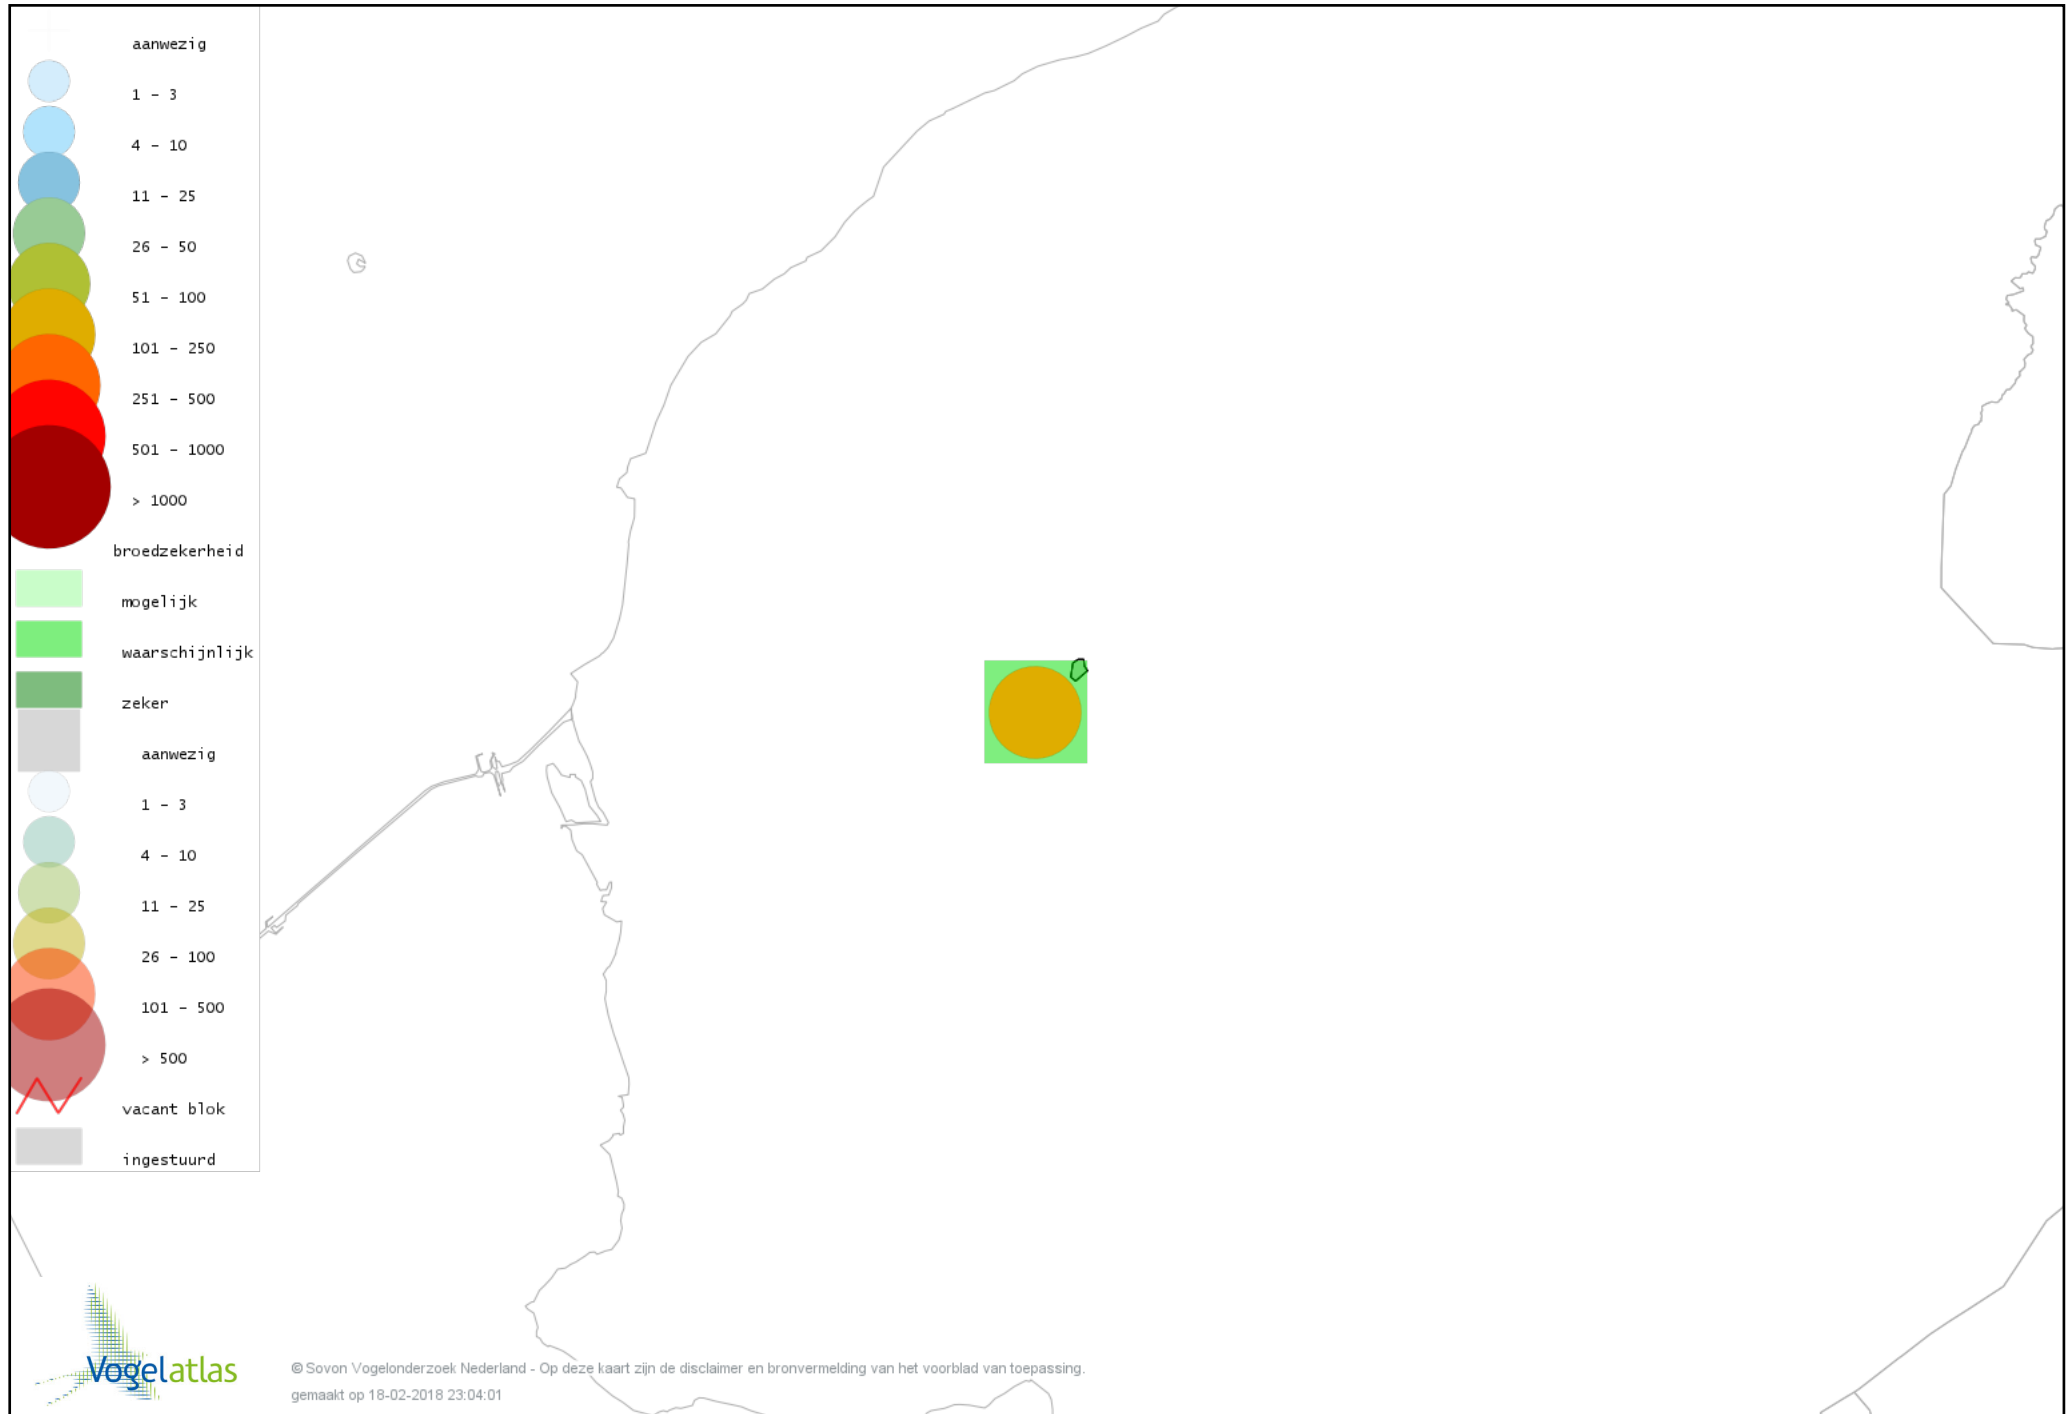 aanwezig
1 - 3
4 - 10
11 - 25
26 - 50
51 - 100
101 - 250
251 - 500
501 - 1000
> 1000
broedzekerheid
mogelijk
waarschijnlijk
zeker
aanwezig
1 - 3
4 - 10
11 - 25
26 - 100
101 - 500
> 500
vacant blok
ingestuurd
Vogelatlas
© Sovon Vogelonderzoek Nederland - Op deze kaart zijn de disclaimer en bronvermelding van het voorblad van toepassing.
gemaakt op 18-02-2018 23:04:01